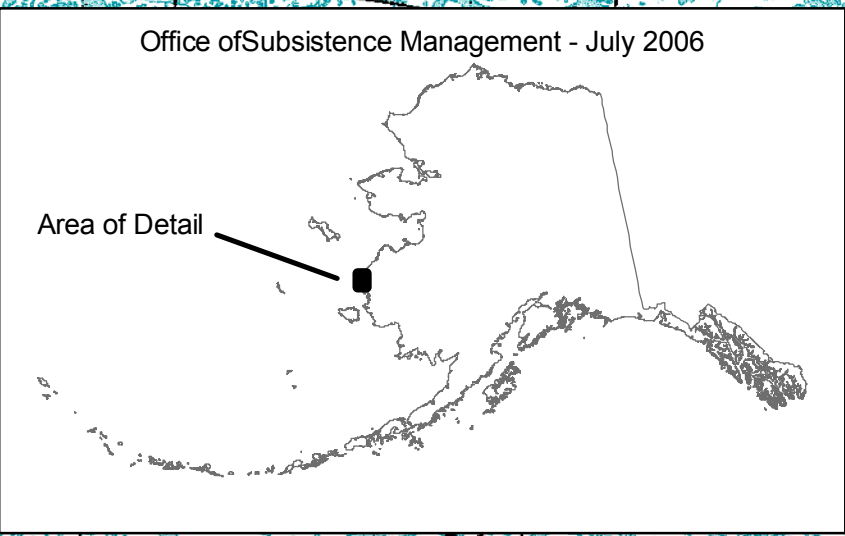 Office ofSubsistence Management - July 2006
Area of Detail